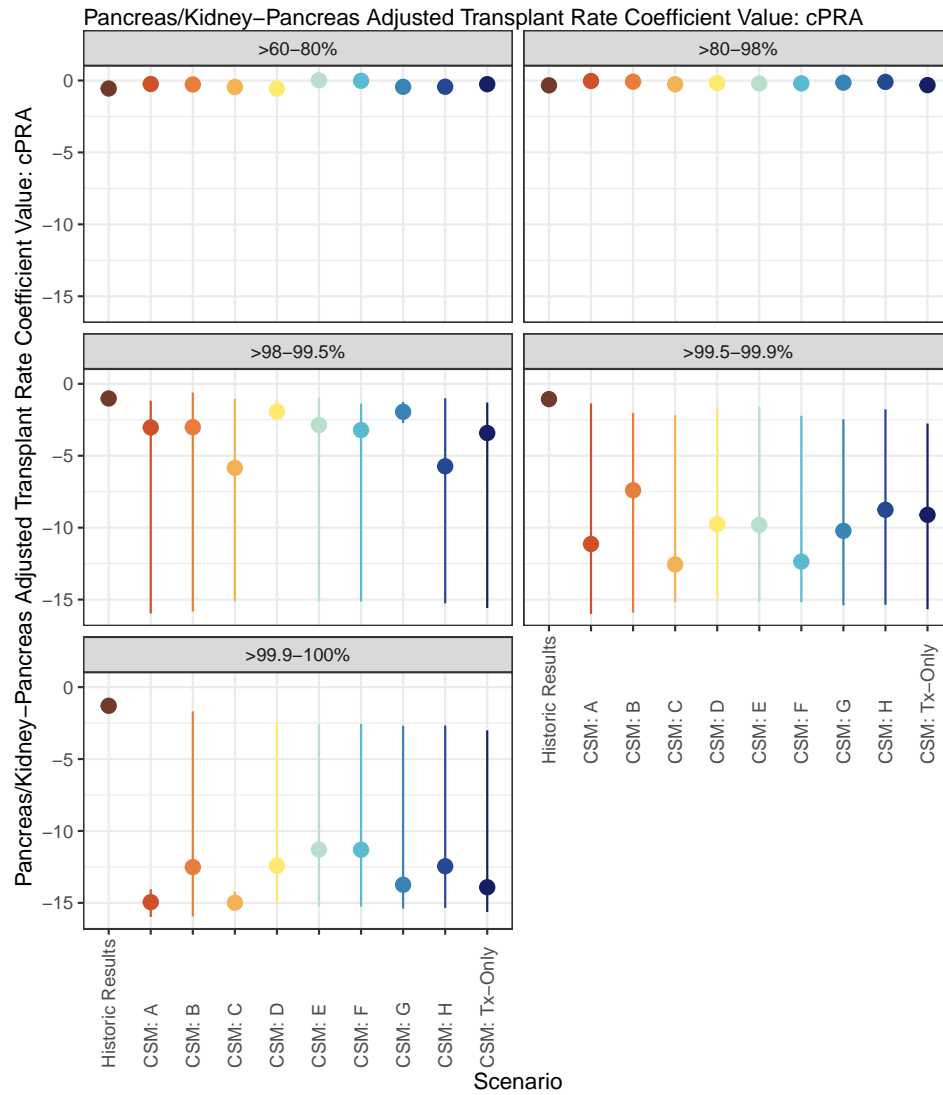 Pancreas/Kidney−Pancreas Adjusted Transplant Rate Coefficient Value: cPRA
Pancreas/Kidney−Pancreas Adjusted Transplant Rate Coefficient Value: cPRA
>60−80%
>80−98%
0
−5
−10
−15
>98−99.5%
>99.5−99.9%
0
−5
−10
−15
>99.9−100%
0
−5
−10
−15
Historic Results
CSM: A
CSM: B
CSM: C
CSM: D
CSM: E
CSM: F
CSM: G
CSM: H
CSM: Tx−Only
Historic Results
CSM: A
CSM: B
CSM: C
CSM: D
CSM: E
CSM: F
CSM: G
CSM: H
CSM: Tx−Only
Scenario